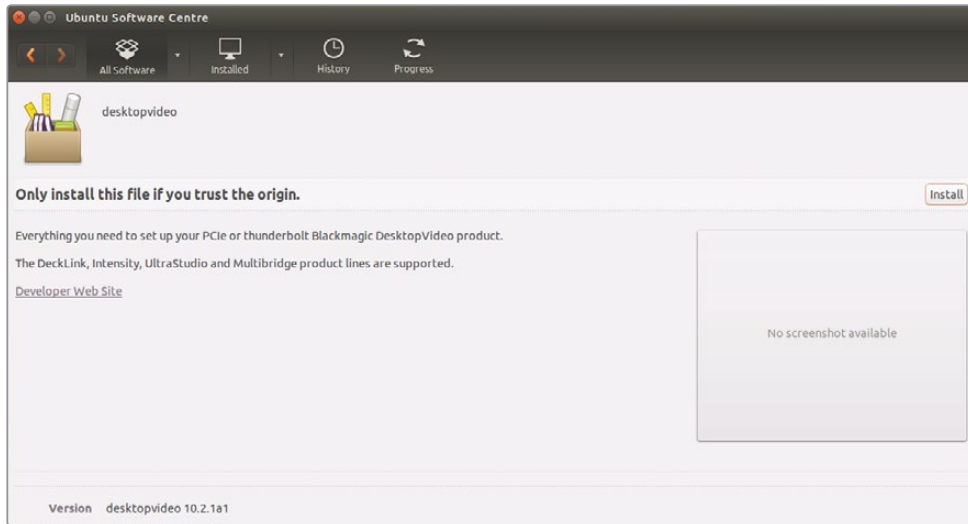 Ubuntu Software Centre
All Software
Installed
History
Progress
desktopvideo
Only install this file if you trust the origin.
Install
Everything you need to set up your PCIe or thunderbolt Blackmagic DesktopVideo product.
The DeckLink, Intensity, UltraStudio and Multibridge product lines are supported.
Developer Web Site
No screenshot available
Version desktopvideo 10.2.1a1